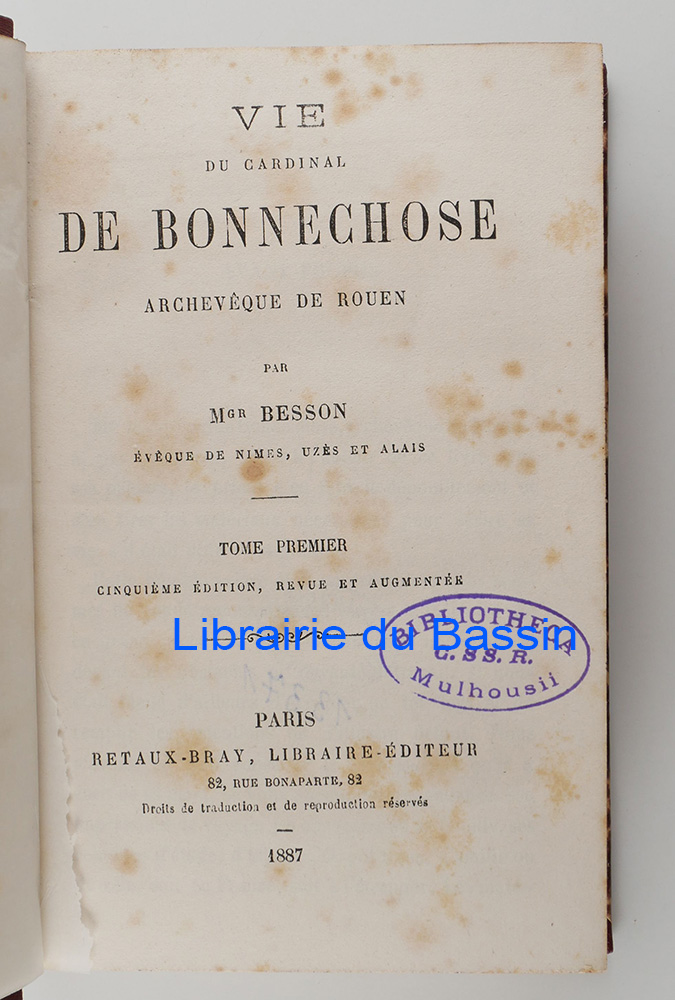 VIE
DU CARDINAL
DE BONNECHOSE
ARCHEVÊQUE DE ROUEN
PAR
MGR BESSON
ÉVÊQUE DE NIMES, UZÈS ET ALAIS
TOME PREMIER
CINQUIÈME ÉDITION, REVUE ET AUGMENTÉE
Librairie du Bassin
BIBLIOTHECA
C. SS. R.
Mulhousii
PARIS
RETAUX-BRAY, LIBRAIRE-ÉDITEUR
82, RUE BONAPARTE, 82
Droits de traduction et de reproduction réservés
1887